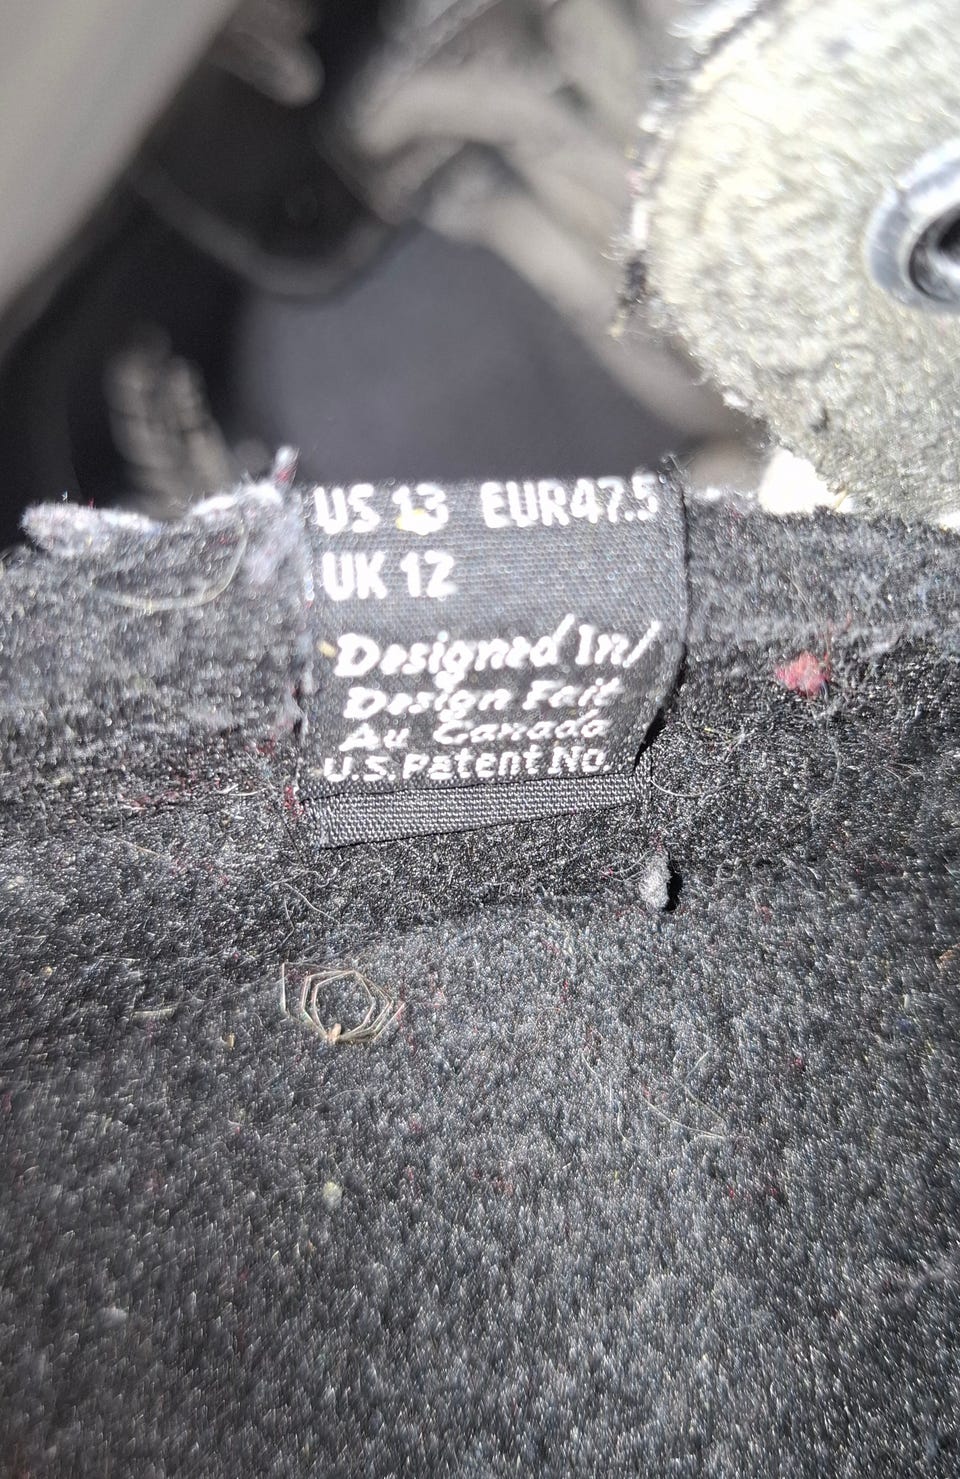 US 13 EUR47.5
UK 12
Designed In/
Design Fait
Au Canada
U.S.Patent No.